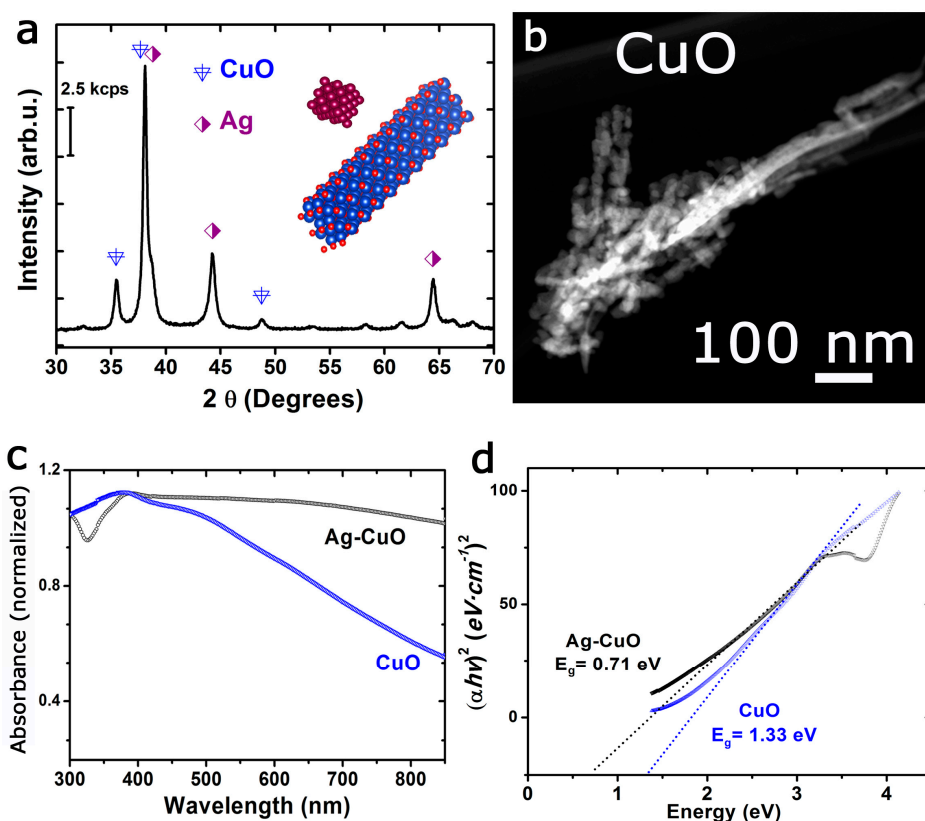 a
CuO
Ag
2.5 kcps
Intensity (arb.u.)
30 35 40 45 50 55 60 65 70
2 θ (Degrees)
b
CuO
100 nm
c
1.2
0.8
0.4
Absorbance (normalized)
Ag-CuO
CuO
300 400 500 600 700 800
Wavelength (nm)
d
100
50
0
(αhν)² (eV·cm⁻¹)²
Ag-CuO
E₉= 0.71 eV
CuO
E₉= 1.33 eV
0 1 2 3 4
Energy (eV)